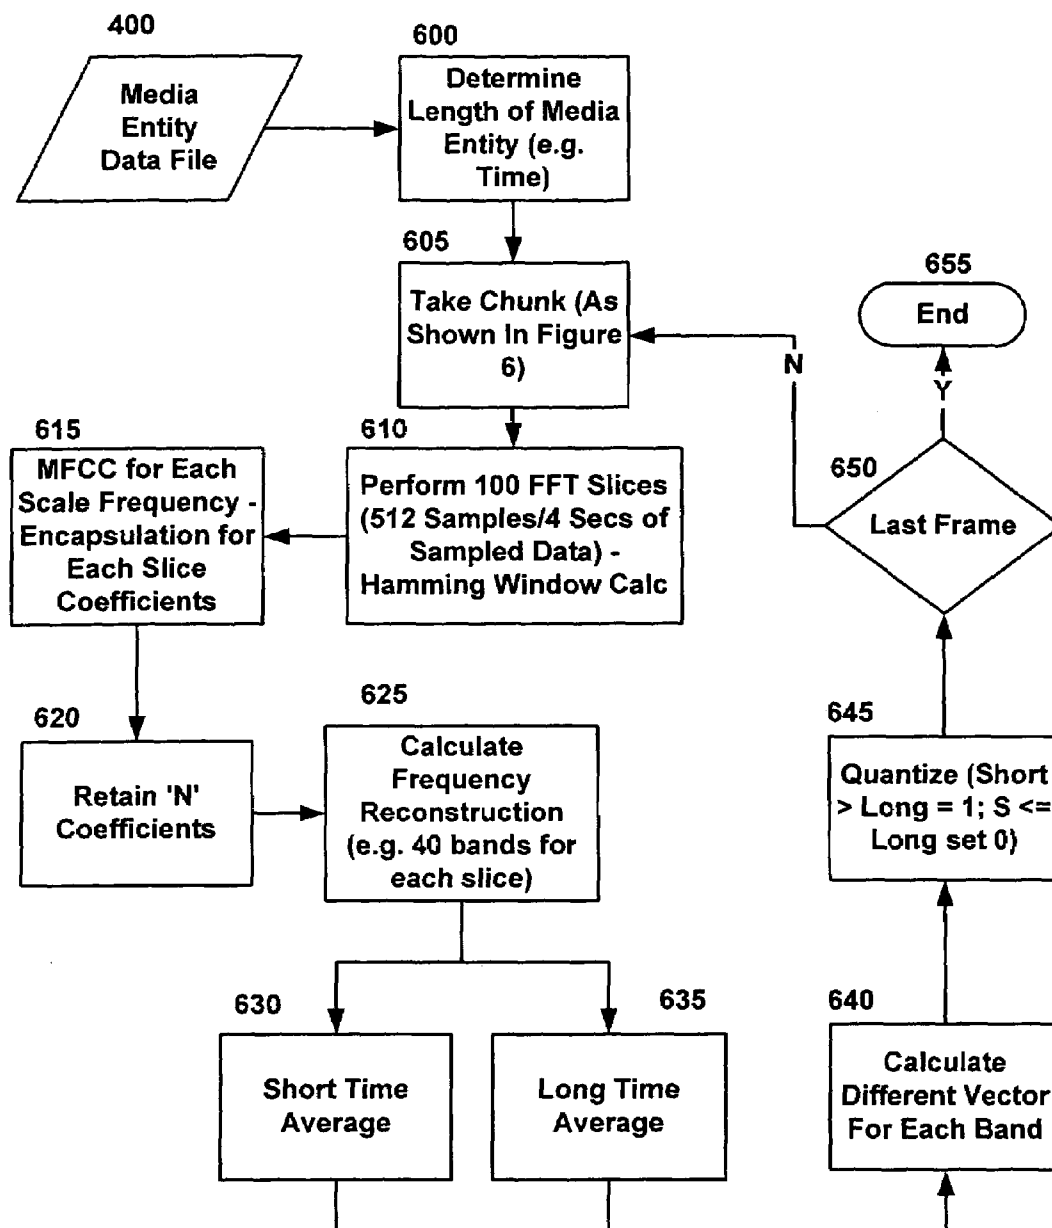 400
Media
Entity
Data File
600
Determine
Length of Media
Entity (e.g.
Time)
605
Take Chunk (As
Shown In Figure
6)
655
End
N
Y
615
MFCC for Each
Scale Frequency -
Encapsulation for
Each Slice
Coefficients
610
Perform 100 FFT Slices
(512 Samples/4 Secs of
Sampled Data) -
Hamming Window Calc
650
Last Frame
620
Retain 'N'
Coefficients
625
Calculate
Frequency
Reconstruction
(e.g. 40 bands for
each slice)
645
Quantize (Short
> Long = 1; S <=
Long set 0)
630
Short Time
Average
635
Long Time
Average
640
Calculate
Different Vector
For Each Band